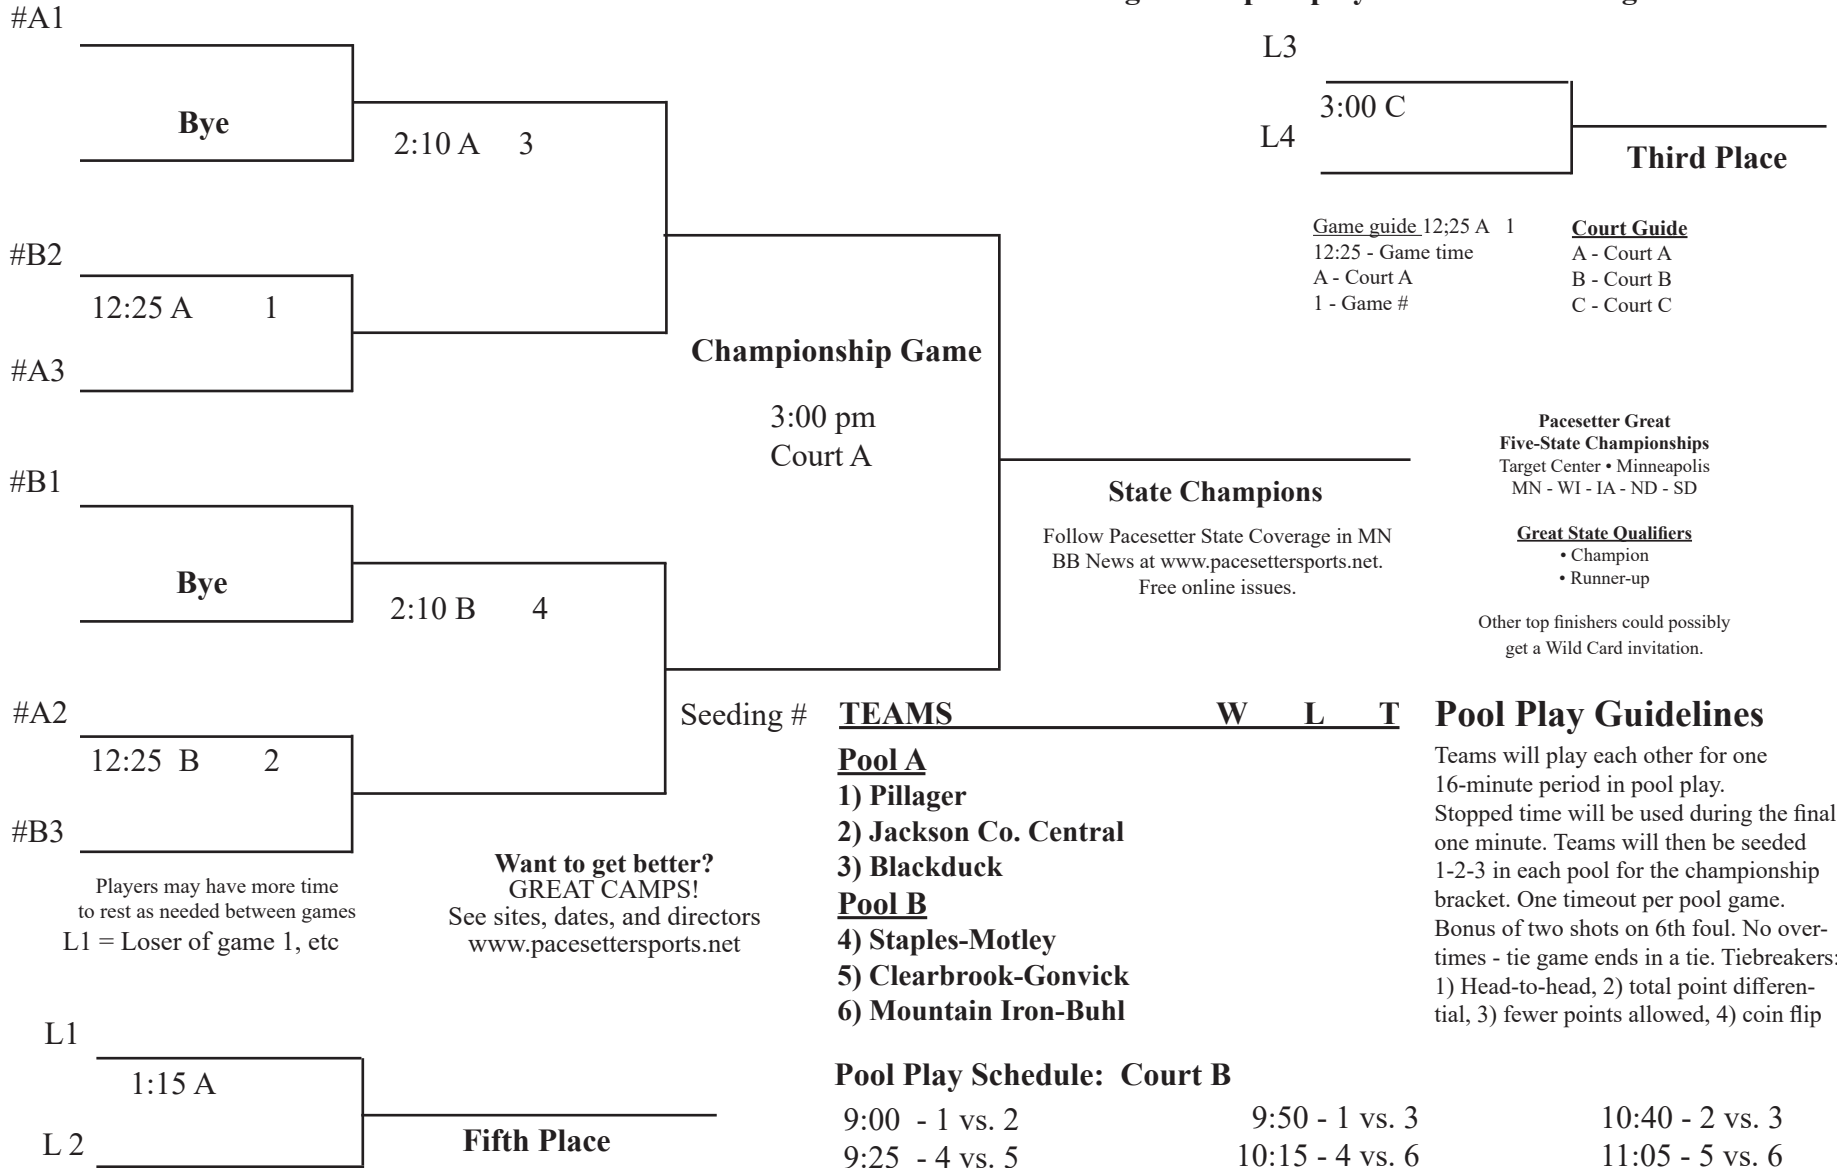 #A1
Bye
2:10 A 3
#B2
12:25 A 1
#A3
Championship Game
3:00 pm
Court A
#B1
Bye
2:10 B 4
#A2
12:25 B 2
#B3
Players may have more time
to rest as needed between games
L1 = Loser of game 1, etc
Want to get better?
GREAT CAMPS!
See sites, dates, and directors
www.pacesettersports.net
L1
1:15 A
L 2
Fifth Place
L3
3:00 C
L4
Third Place
Game guide 12;25 A 1
12:25 - Game time
A - Court A
1 - Game #
Court Guide
A - Court A
B - Court B
C - Court C
State Champions
Follow Pacesetter State Coverage in MN
BB News at www.pacesettersports.net.
Free online issues.
Pacesetter Great
Five-State Championships
Target Center • Minneapolis
MN - WI - IA - ND - SD
Great State Qualifiers
• Champion
• Runner-up
Other top finishers could possibly
get a Wild Card invitation.
Seeding # TEAMS W L T
Pool A
1) Pillager
2) Jackson Co. Central
3) Blackduck
Pool B
4) Staples-Motley
5) Clearbrook-Gonvick
6) Mountain Iron-Buhl
Pool Play Guidelines
Teams will play each other for one
16-minute period in pool play.
Stopped time will be used during the final
one minute. Teams will then be seeded
1-2-3 in each pool for the championship
bracket. One timeout per pool game.
Bonus of two shots on 6th foul. No over-
times - tie game ends in a tie. Tiebreakers:
1) Head-to-head, 2) total point differen-
tial, 3) fewer points allowed, 4) coin flip
Pool Play Schedule: Court B
9:00 - 1 vs. 2 9:50 - 1 vs. 3 10:40 - 2 vs. 3
9:25 - 4 vs. 5 10:15 - 4 vs. 6 11:05 - 5 vs. 6